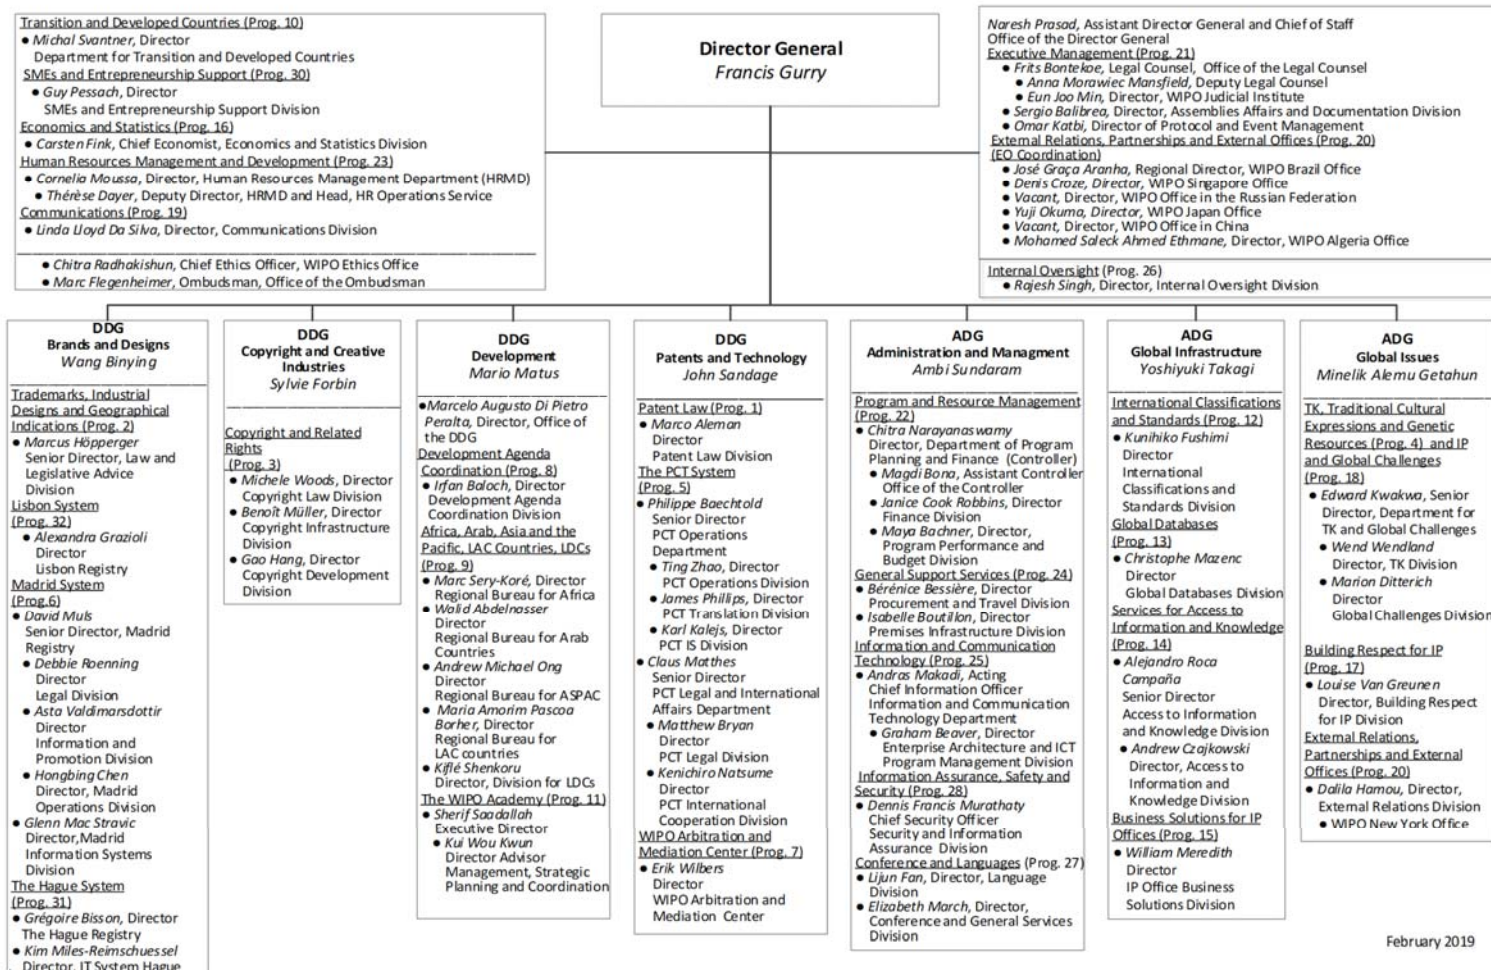 Transition and Developed Countries (Prog. 10)
● Michal Svantner, Director
Department for Transition and Developed Countries
SMEs and Entrepreneurship Support (Prog. 30)
● Guy Pessach, Director
SMEs and Entrepreneurship Support Division
Economics and Statistics (Prog. 16)
● Carsten Fink, Chief Economist, Economics and Statistics Division
Human Resources Management and Development (Prog. 23)
● Cornelia Moussa, Director, Human Resources Management Department (HRMD)
● Thérèse Dayer, Deputy Director, HRMD and Head, HR Operations Service
Communications (Prog. 19)
● Linda Lloyd Da Silva, Director, Communications Division
● Chitra Radhakishun, Chief Ethics Officer, WIPO Ethics Office
● Marc Flegenheimer, Ombudsman, Office of the Ombudsman
Director General
Francis Gurry
Naresh Prasad, Assistant Director General and Chief of Staff
Office of the Director General
Executive Management (Prog. 21)
● Frits Bontekoe, Legal Counsel, Office of the Legal Counsel
● Anna Morawiec Mansfield, Deputy Legal Counsel
● Eun Joo Min, Director, WIPO Judicial Institute
● Sergio Balibrea, Director, Assemblies Affairs and Documentation Division
● Omar Katbi, Director of Protocol and Event Management
External Relations, Partnerships and External Offices (Prog. 20)
(EO Coordination)
● José Graça Aranha, Regional Director, WIPO Brazil Office
● Denis Croze, Director, WIPO Singapore Office
● Vacant, Director, WIPO Office in the Russian Federation
● Yuji Okuma, Director, WIPO Japan Office
● Vacant, Director, WIPO Office in China
● Mohamed Saleck Ahmed Ethmane, Director, WIPO Algeria Office
Internal Oversight (Prog. 26)
● Rajesh Singh, Director, Internal Oversight Division
DDG
Brands and Designs
Wang Binying
Trademarks, Industrial
Designs and Geographical
Indications (Prog. 2)
● Marcus Höpperger
Senior Director, Law and
Legislative Advice
Division
Lisbon System
(Prog. 32)
● Alexandra Grazioli
Director
Lisbon Registry
Madrid System
(Prog.6)
● David Muls
Senior Director, Madrid
Registry
● Debbie Roenning
Director
Legal Division
● Asta Valdimarsdottir
Director
Information and
Promotion Division
● Hongbing Chen
Director, Madrid
Operations Division
● Glenn Mac Stravic
Director,Madrid
Information Systems
Division
The Hague System
(Prog. 31)
● Grégoire Bisson, Director
The Hague Registry
● Kim Miles-Reimschuessel
Director, IT System Hague
DDG
Copyright and Creative
Industries
Sylvie Forbin
Copyright and Related
Rights
(Prog. 3)
● Michele Woods, Director
Copyright Law Division
● Benoît Müller, Director
Copyright Infrastructure
Division
● Gao Hang, Director
Copyright Development
Division
DDG
Development
Mario Matus
●Marcelo Augusto Di Pietro
Peralta, Director, Office of
the DDG
Development Agenda
Coordination (Prog. 8)
● Irfan Baloch, Director
Development Agenda
Coordination Division
Africa, Arab, Asia and the
Pacific, LAC Countries, LDCs
(Prog. 9)
● Marc Sery-Koré, Director
Regional Bureau for Africa
● Walid Abdelnasser
Director
Regional Bureau for Arab
Countries
● Andrew Michael Ong
Director
Regional Bureau for ASPAC
● Maria Amorim Pascoa
Borher, Director
Regional Bureau for
LAC countries
● Kiflé Shenkoru
Director, Division for LDCs
The WIPO Academy (Prog. 11)
● Sherif Saadallah
Executive Director
● Kui Wou Kwun
Director Advisor
Management, Strategic
Planning and Coordination
DDG
Patents and Technology
John Sandage
Patent Law (Prog. 1)
● Marco Aleman
Director
Patent Law Division
The PCT System
(Prog. 5)
● Philippe Baechtold
Senior Director
PCT Operations
Department
● Ting Zhao, Director
PCT Operations Division
● James Phillips, Director
PCT Translation Division
● Karl Kalejs, Director
PCT IS Division
● Claus Matthes
Senior Director
PCT Legal and International
Affairs Department
● Matthew Bryan
Director
PCT Legal Division
● Kenichiro Natsume
Director
PCT International
Cooperation Division
WIPO Arbitration and
Mediation Center (Prog. 7)
● Erik Wilbers
Director
WIPO Arbitration and
Mediation Center
ADG
Administration and Managment
Ambi Sundaram
Program and Resource Management
(Prog. 22)
● Chitra Narayanaswamy
Director, Department of Program
Planning and Finance (Controller)
● Magdi Bona, Assistant Controller
Office of the Controller
● Janice Cook Robbins, Director
Finance Division
● Maya Bachner, Director,
Program Performance and
Budget Division
General Support Services (Prog. 24)
● Bérénice Bessière, Director
Procurement and Travel Division
● Isabelle Boutillon, Director
Premises Infrastructure Division
Information and Communication
Technology (Prog. 25)
● Andras Makadi, Acting
Chief Information Officer
Information and Communication
Technology Department
● Graham Beaver, Director
Enterprise Architecture and ICT
Program Management Division
Information Assurance, Safety and
Security (Prog. 28)
● Dennis Francis Murathaty
Chief Security Officer
Security and Information
Assurance Division
Conference and Languages (Prog. 27)
● Lijun Fan, Director, Language
Division
● Elizabeth March, Director,
Conference and General Services
Division
ADG
Global Infrastructure
Yoshiyuki Takagi
International Classifications
and Standards (Prog. 12)
● Kunihiko Fushimi
Director
International
Classifications and
Standards Division
Global Databases
(Prog. 13)
● Christophe Mazenc
Director
Global Databases Division
Services for Access to
Information and Knowledge
(Prog. 14)
● Alejandro Roca
Campaña
Senior Director
Access to Information
and Knowledge Division
● Andrew Czajkowski
Director, Access to
Information and
Knowledge Division
Business Solutions for IP
Offices (Prog. 15)
● William Meredith
Director
IP Office Business
Solutions Division
ADG
Global Issues
Minelik Alemu Getahun
TK, Traditional Cultural
Expressions and Genetic
Resources (Prog. 4) and IP
and Global Challenges
(Prog. 18)
● Edward Kwakwa, Senior
Director, Department for
TK and Global Challenges
● Wend Wendland
Director, TK Division
● Marion Ditterich
Director
Global Challenges Division
Building Respect for IP
(Prog. 17)
● Louise Van Greunen
Director, Building Respect
for IP Division
External Relations,
Partnerships and External
Offices (Prog. 20)
● Dalila Hamou, Director,
External Relations Division
● WIPO New York Office
February 2019